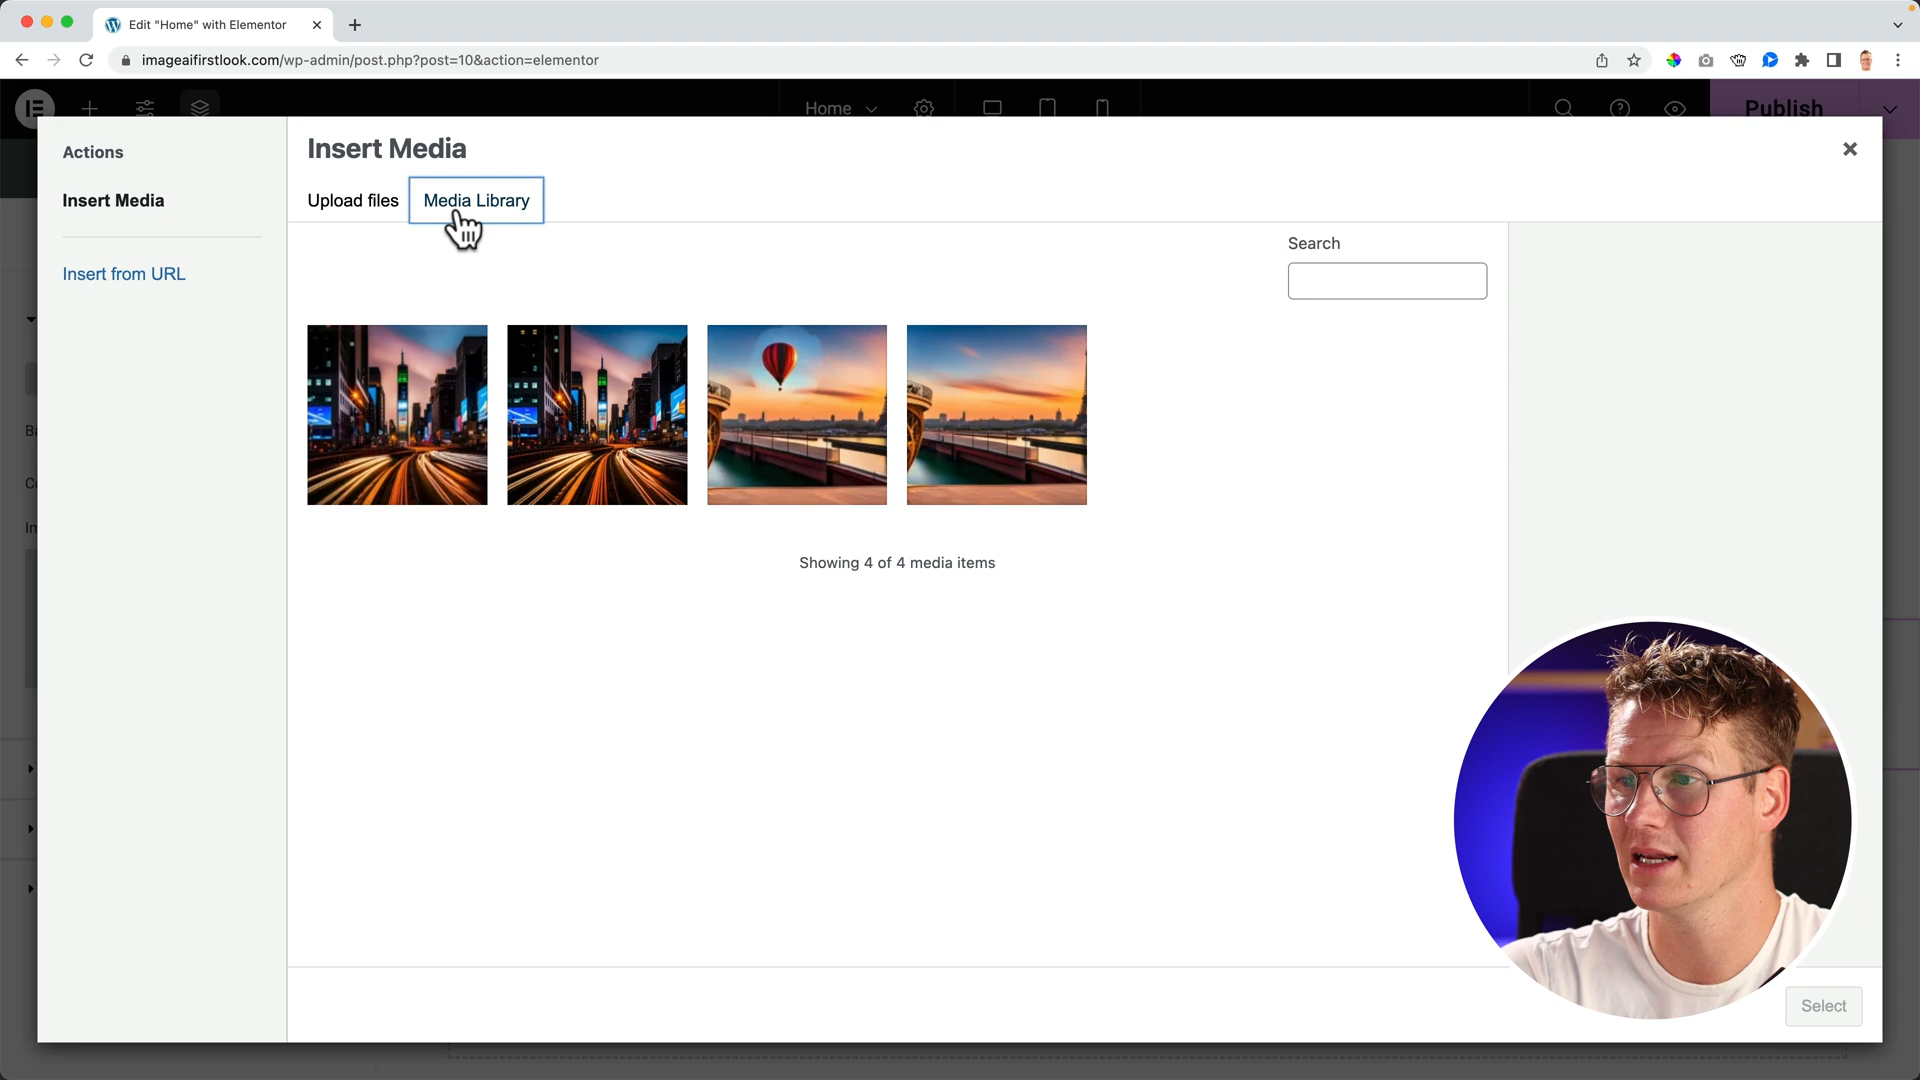 Edit "Home" with Elementor
imageaifirstlook.com/wp-admin/post.php?post=10&action=elementor
Home
Publish
Actions
Insert Media
Insert from URL
Insert Media
Upload files
Media Library
Search
Showing 4 of 4 media items
Select